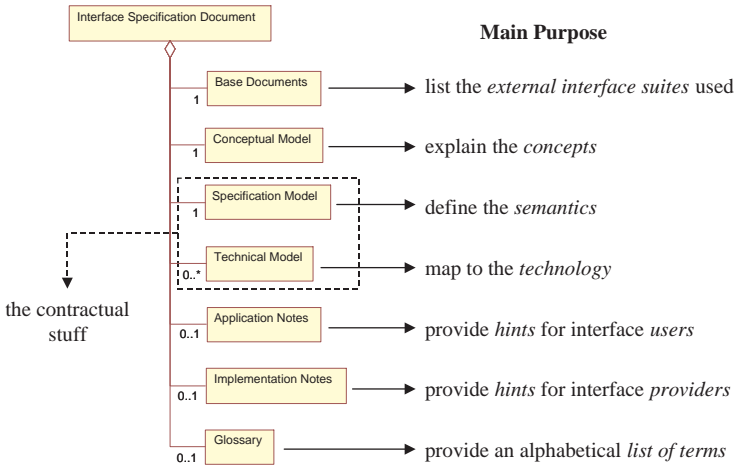 Interface Specification Document
Main Purpose
Base Documents
1
list the external interface suites used
Conceptual Model
1
explain the concepts
Specification Model
1
define the semantics
Technical Model
0..*
map to the technology
the contractual
stuff
Application Notes
0..1
provide hints for interface users
Implementation Notes
0..1
provide hints for interface providers
Glossary
0..1
provide an alphabetical list of terms